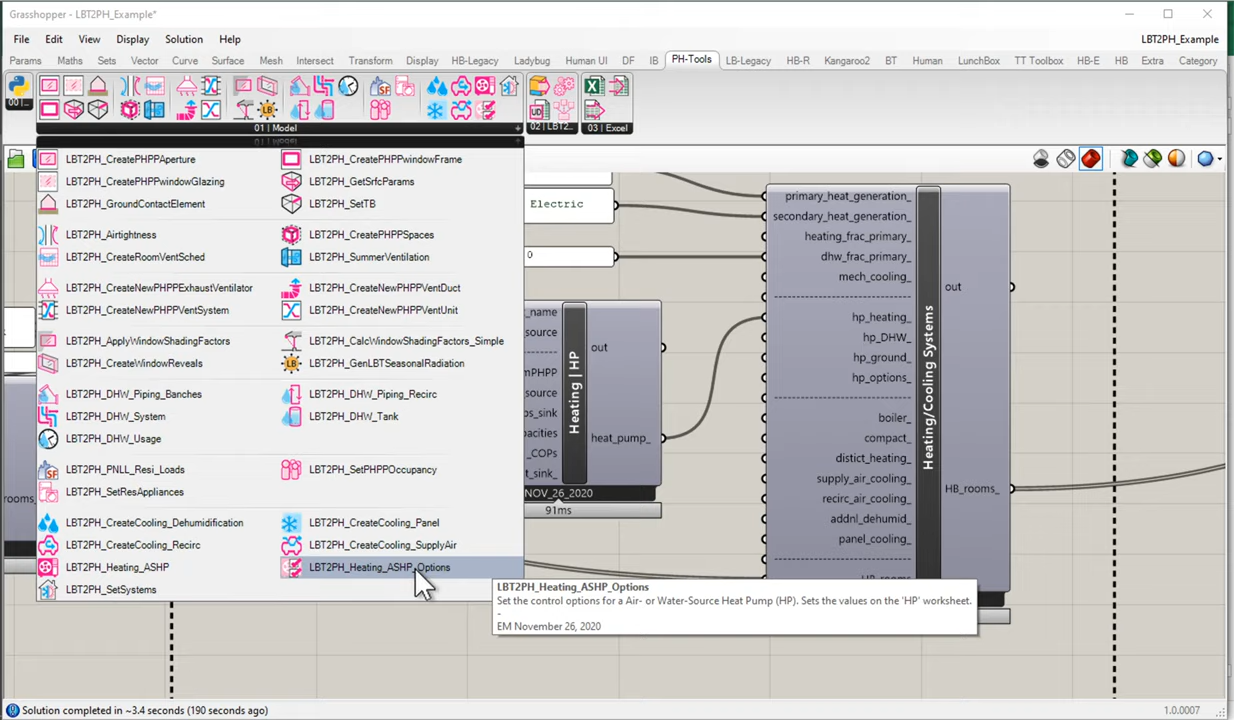 Grasshopper - LBT2PH_Example*
File Edit View Display Solution Help
LBT2PH_Example
Params Maths Sets Vector Curve Surface Mesh Intersect Transform Display HB-Legacy Ladybug Human UI DF IB PH-Tools LB-Legacy HB-R Kangaroo2 BT Human LunchBox TT Toolbox HB-E HB Extra Category
001...
01 | Model
02 | LBT2...
03 | Excel
01 | Model
LBT2PH_CreatePHPPAperture
LBT2PH_CreatePHPPwindowFrame
LBT2PH_CreatePHPPwindowGlazing
LBT2PH_GetSrfcParams
LBT2PH_GroundContactElement
LBT2PH_SetTB
LBT2PH_Airtightness
LBT2PH_CreatePHPPSpaces
LBT2PH_CreateRoomVentSched
LBT2PH_SummerVentilation
LBT2PH_CreateNewPHPPExhaustVentilator
LBT2PH_CreateNewPHPPVentDuct
LBT2PH_CreateNewPHPPVentSystem
LBT2PH_CreateNewPHPPVentUnit
LBT2PH_ApplyWindowShadingFactors
LBT2PH_CalcWindowShadingFactors_Simple
LBT2PH_CreateWindowReveals
LBT2PH_GenLBTSeasonalRadiation
LBT2PH_DHW_Piping_Banches
LBT2PH_DHW_Piping_Recirc
LBT2PH_DHW_System
LBT2PH_DHW_Tank
LBT2PH_DHW_Usage
LBT2PH_PNLL_Resi_Loads
LBT2PH_SetPHPPOccupancy
LBT2PH_SetResAppliances
LBT2PH_CreateCooling_Dehumidification
LBT2PH_CreateCooling_Panel
LBT2PH_CreateCooling_Recirc
LBT2PH_CreateCooling_SupplyAir
LBT2PH_Heating_ASHP
LBT2PH_Heating_ASHP_Options
LBT2PH_SetSystems
LBT2PH_Heating_ASHP_Options
Set the control options for a Air- or Water-Source Heat Pump (HP). Sets the values on the 'HP' worksheet.
-
EM November 26, 2020
Electric
0
_name
source
mPHPP
source
ps_sink
pacities
_COPs
t_sink_
Heating | HP
out
heat_pump_
NOV_26_2020
91ms
primary_heat_generation_
secondary_heat_generation_
heating_frac_primary_
dhw_frac_primary_
mech_cooling_
hp_heating_
hp_DHW_
hp_ground_
hp_options_
boiler_
compact_
distict_heating_
supply_air_cooling_
recirc_air_cooling_
addnl_dehumid_
panel_cooling_
HB_rooms_
Heating/Cooling Systems
out
HB_rooms_
rooms_
Solution completed in ~3.4 seconds (190 seconds ago)
1.0.0007